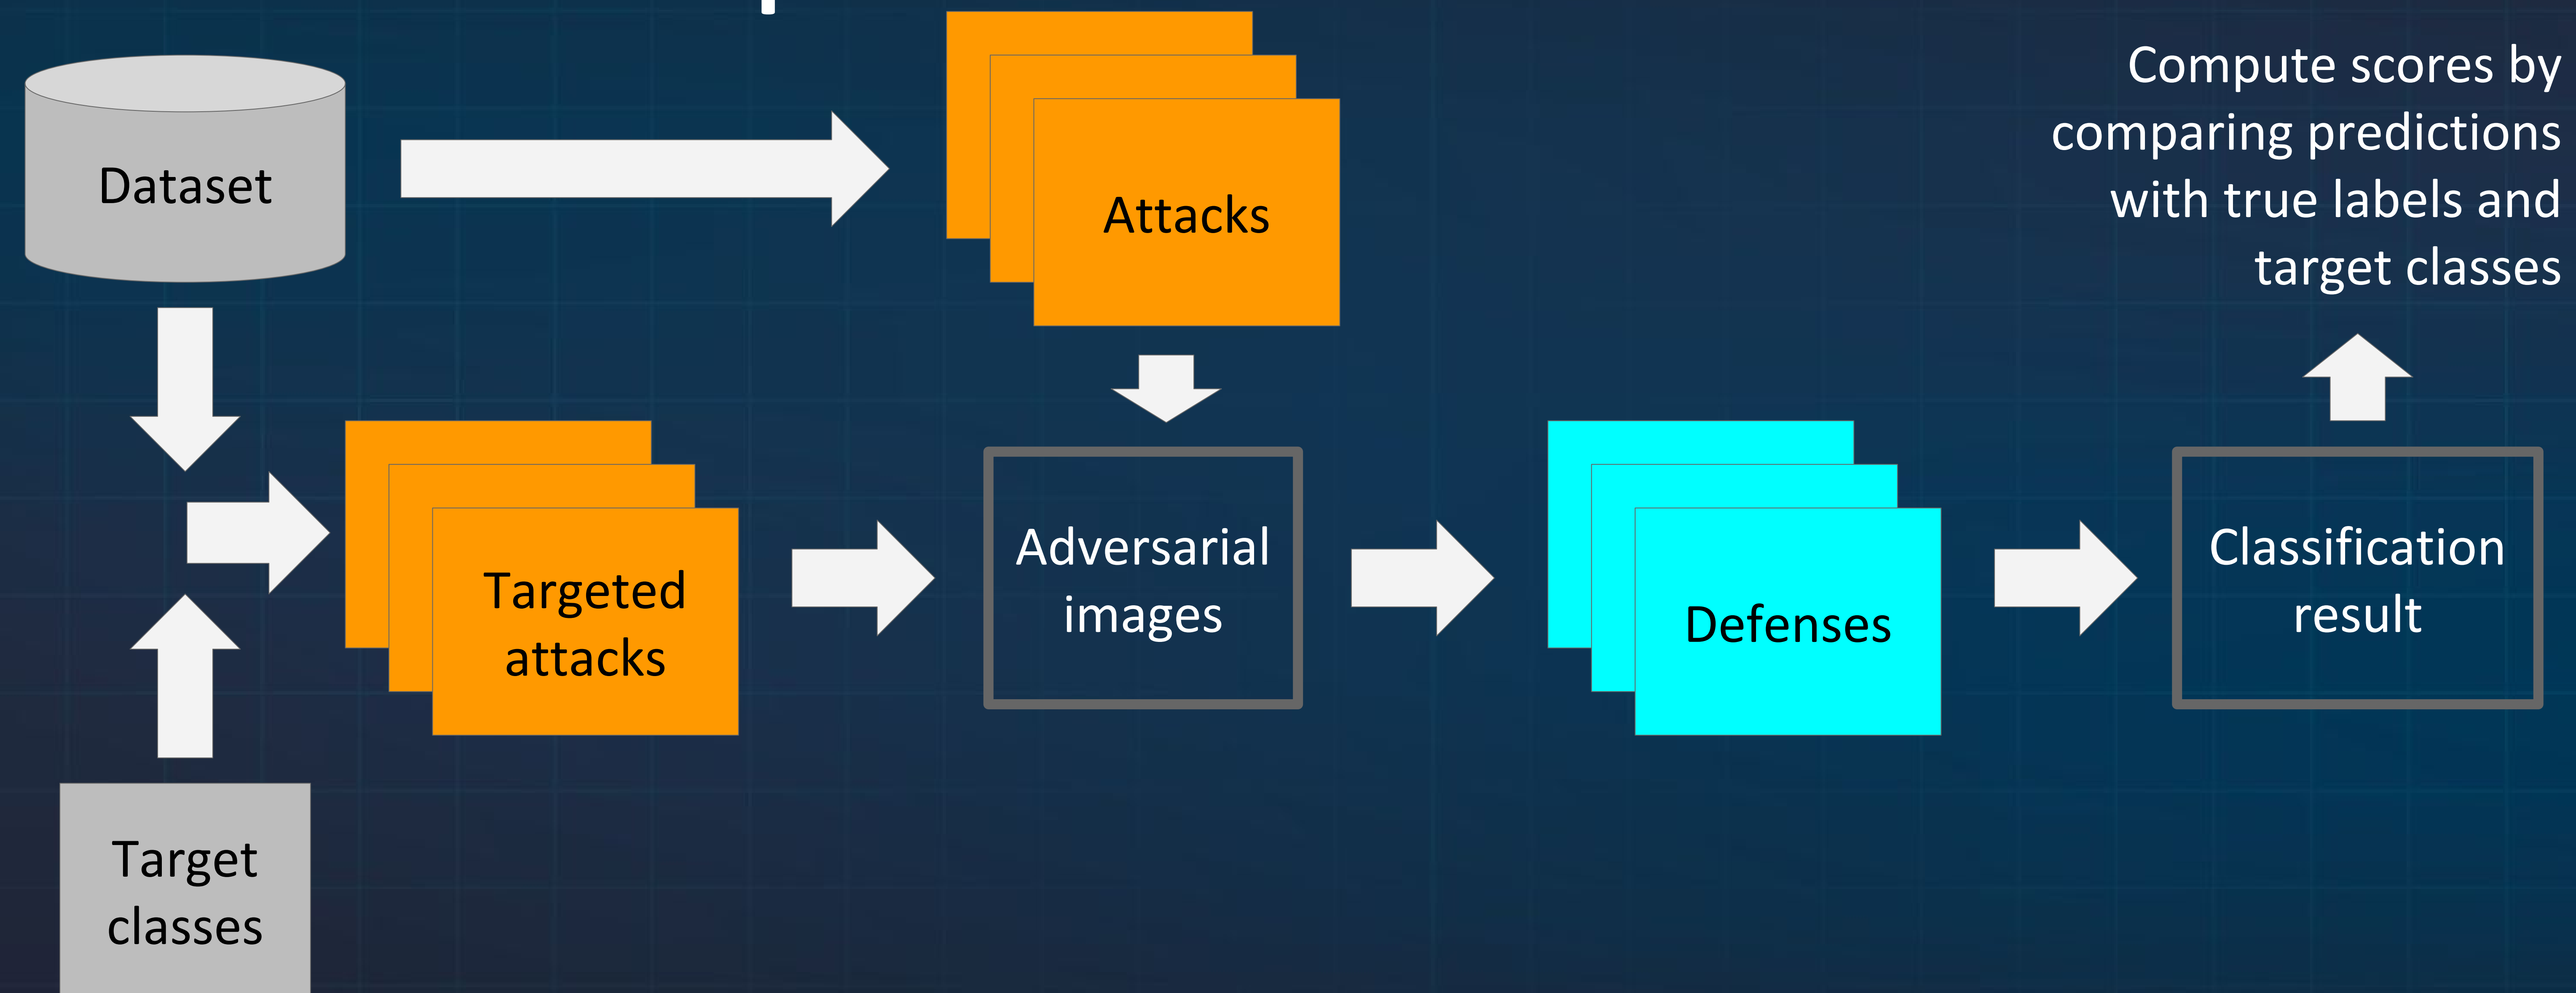 Dataset
Attacks
Compute scores by
comparing predictions
with true labels and
target classes
Targeted
attacks
Adversarial
images
Defenses
Classification
result
Target
classes